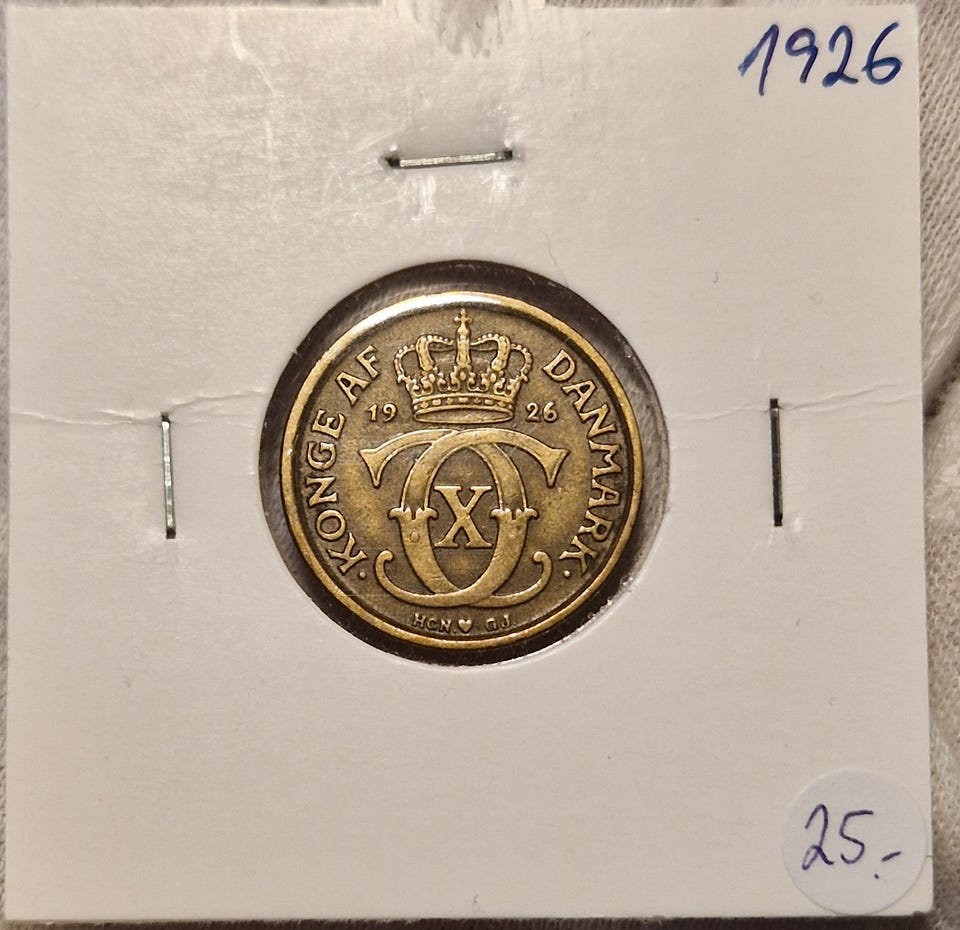 1926
· KONGE AF DANMARK ·
19 26
X
HCN.♥ GJ.
25.-